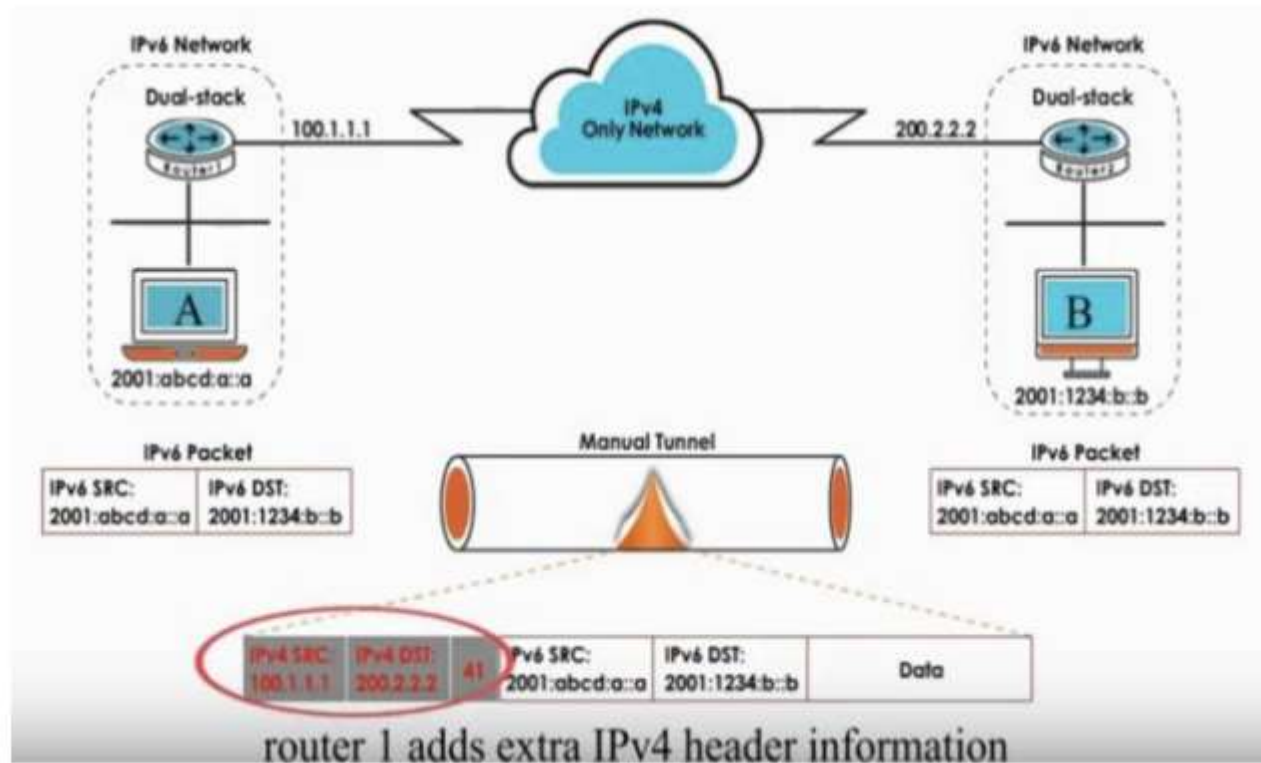 IPv6 Network
Dual-stack
100.1.1.1
Router1
A
2001:abcd:a::a
IPv4
Only Network
IPv6 Network
Dual-stack
200.2.2.2
Router2
B
2001:1234:b::b
IPv6 Packet
IPv6 SRC:
2001:abcd:a::a
IPv6 DST:
2001:1234:b::b
Manual Tunnel
IPv6 Packet
IPv6 SRC:
2001:abcd:a::a
IPv6 DST:
2001:1234:b::b
IPv4 SRC:
100.1.1.1
IPv4 DST:
200.2.2.2
41
IPv6 SRC:
2001:abcd:a::a
IPv6 DST:
2001:1234:b::b
Data
router 1 adds extra IPv4 header information